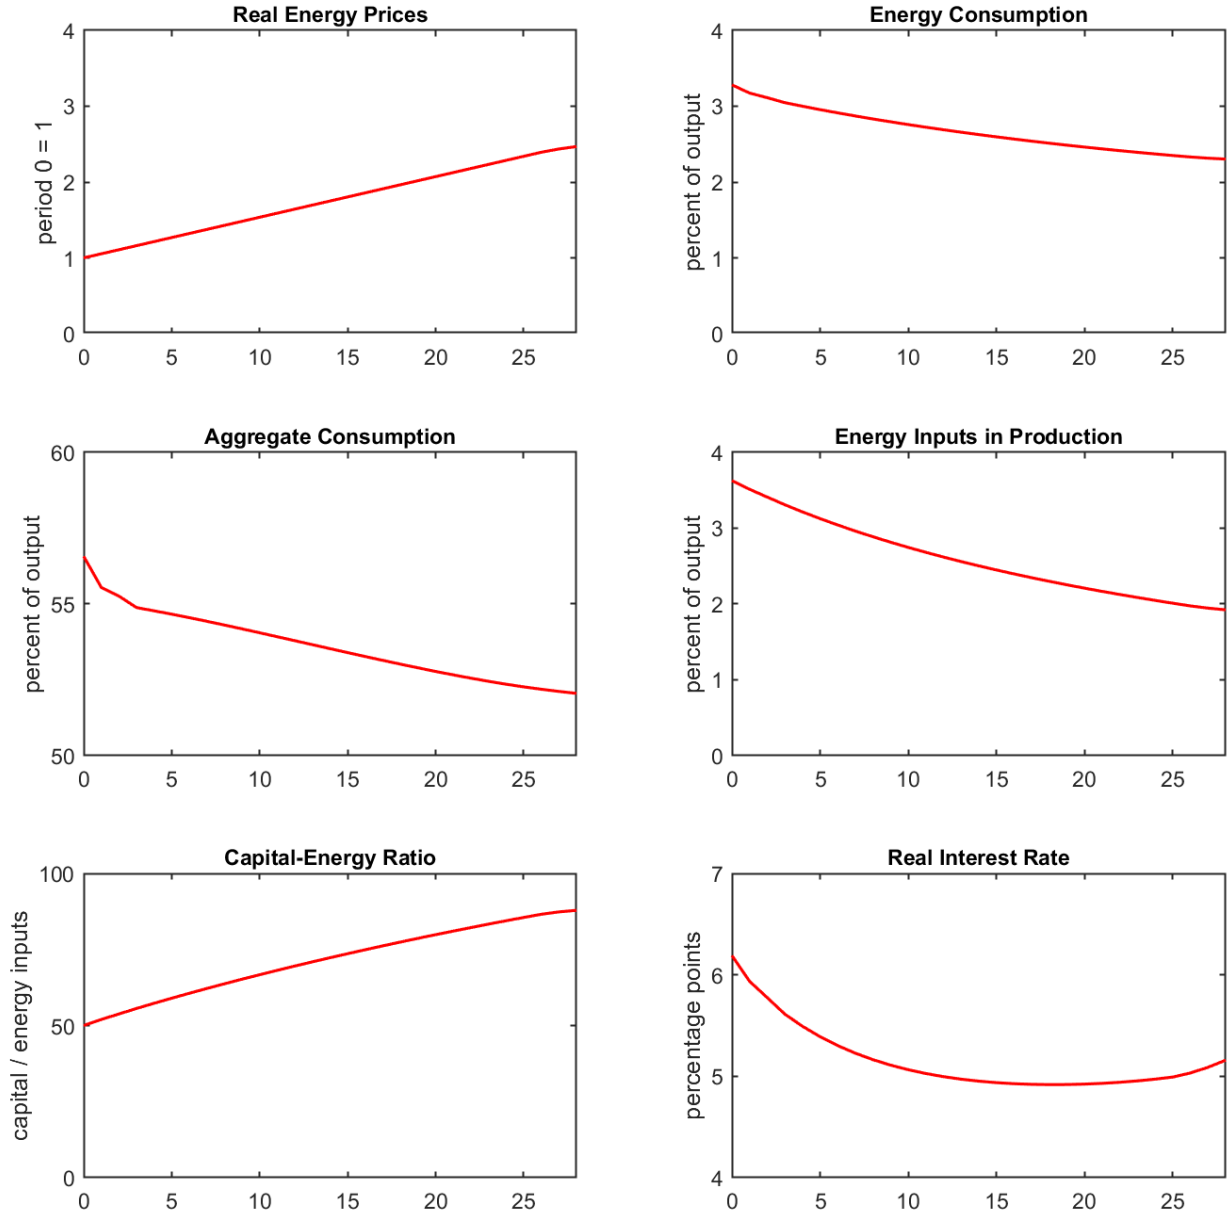 Real Energy Prices
period 0 = 1
4
3
2
1
0
0 5 10 15 20 25
Energy Consumption
percent of output
4
3
2
1
0
0 5 10 15 20 25
Aggregate Consumption
percent of output
60
55
50
0 5 10 15 20 25
Energy Inputs in Production
percent of output
4
3
2
1
0
0 5 10 15 20 25
Capital-Energy Ratio
capital / energy inputs
100
50
0
0 5 10 15 20 25
Real Interest Rate
percentage points
7
6
5
4
0 5 10 15 20 25